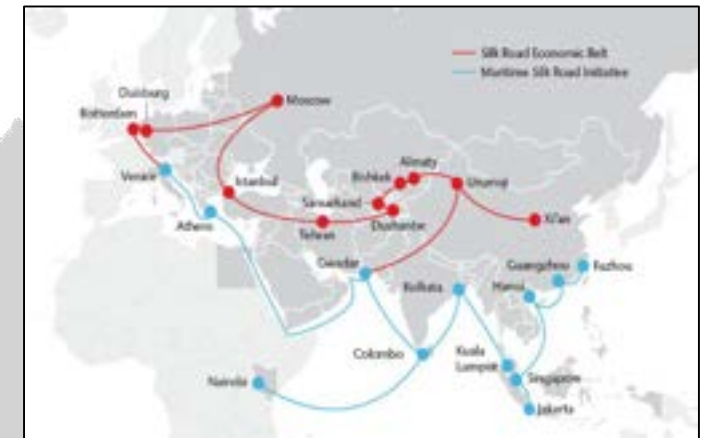 Silk Road Economic Belt
Maritime Silk Road Initiative
Duisburg
Rotterdam
Moscow
Venice
Istanbul
Almaty
Bishkek
Urumqi
Samarkand
Athens
Tehran
Dushanbe
Xi'an
Gwadar
Guangzhou
Fuzhou
Kolkata
Hanoi
Colombo
Kuala
Lumpur
Nairobi
Singapore
Jakarta